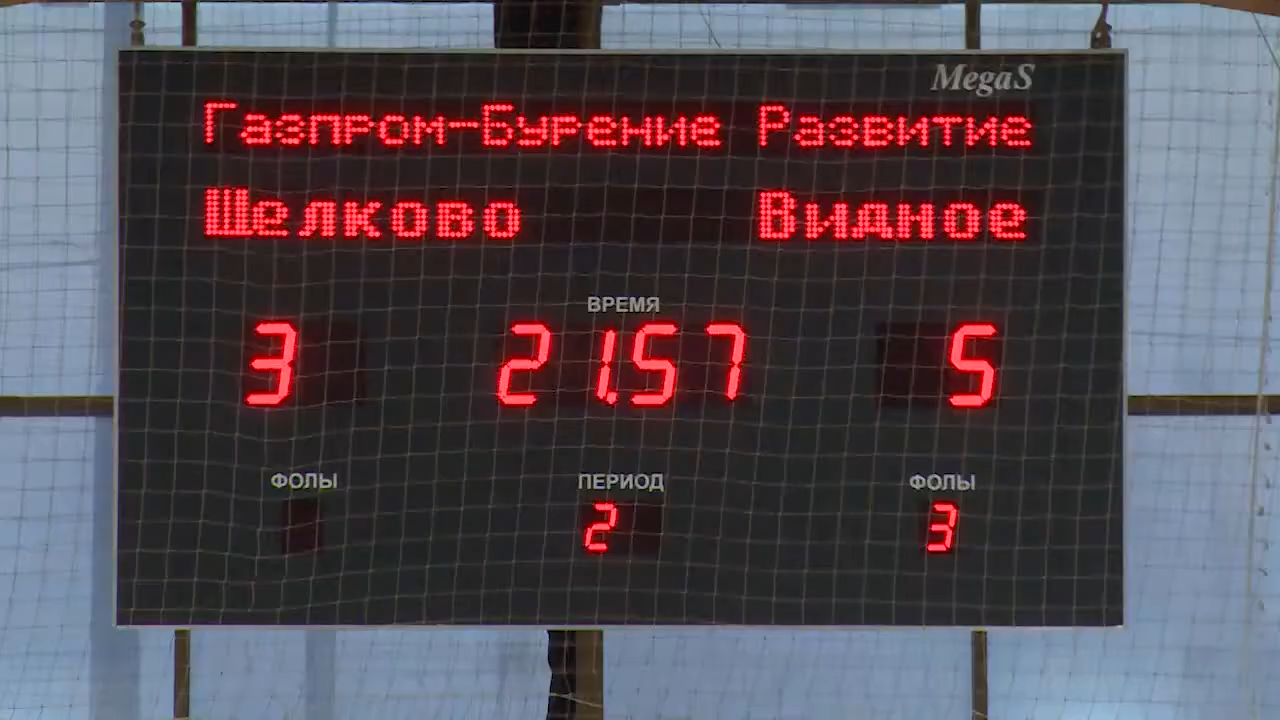 MegaS
Газпром-Бурение Развитие
Щелково Видное
ВРЕМЯ
3 21.57 5
ФОЛЫ ПЕРИОД ФОЛЫ
2 3